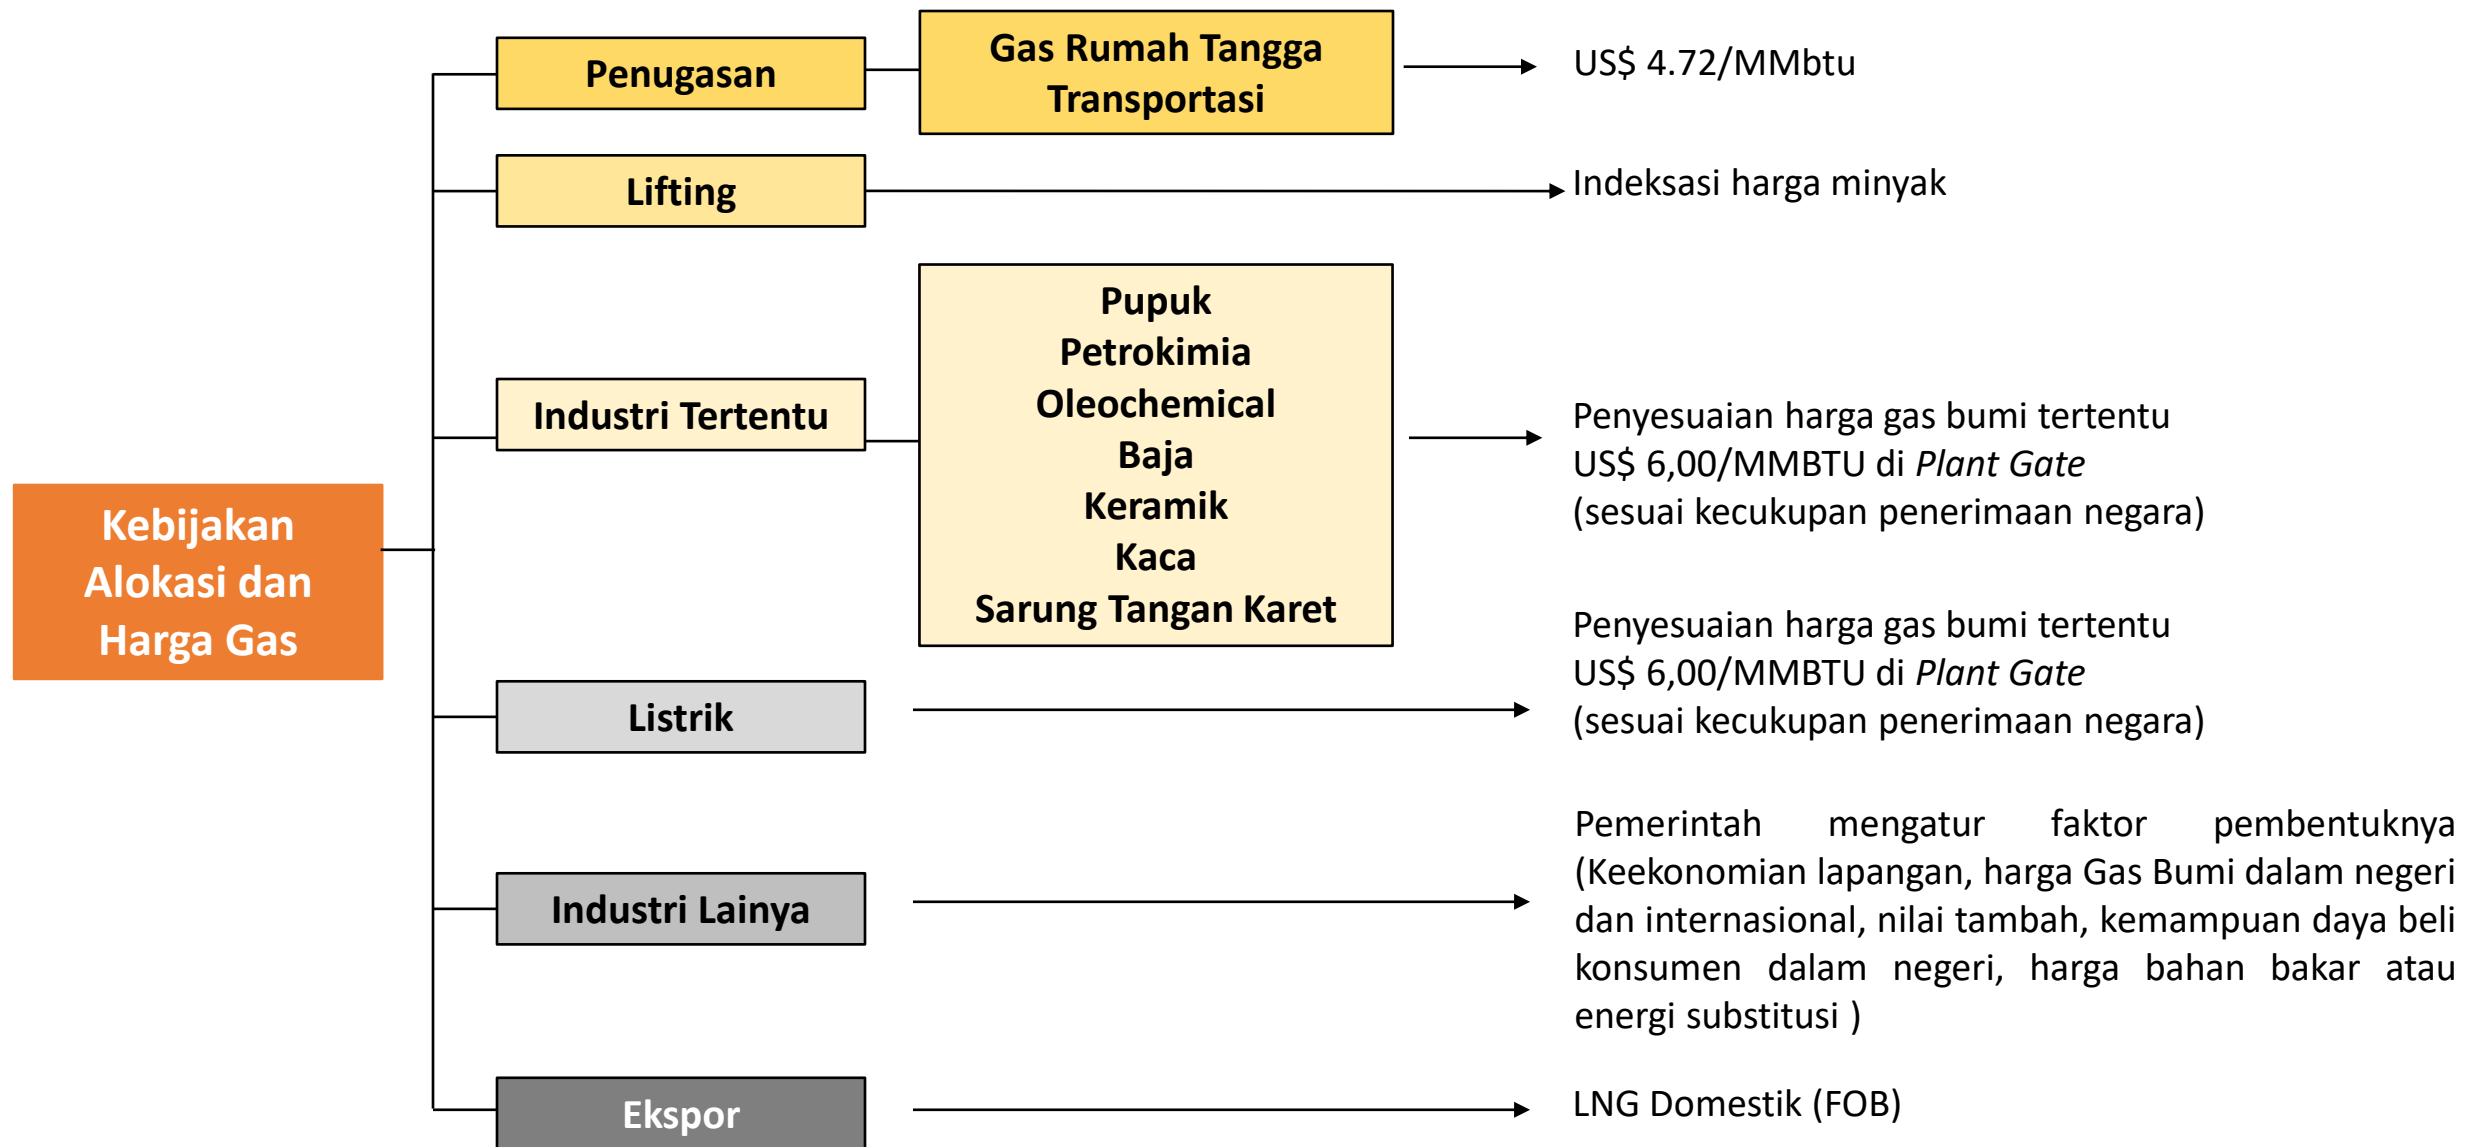 Kebijakan
Alokasi dan
Harga Gas
Penugasan
Gas Rumah Tangga
Transportasi
US$ 4.72/MMbtu
Lifting
Indeksasi harga minyak
Industri Tertentu
Pupuk
Petrokimia
Oleochemical
Baja
Keramik
Kaca
Sarung Tangan Karet
Penyesuaian harga gas bumi tertentu
US$ 6,00/MMBTU di Plant Gate
(sesuai kecukupan penerimaan negara)
Listrik
Penyesuaian harga gas bumi tertentu
US$ 6,00/MMBTU di Plant Gate
(sesuai kecukupan penerimaan negara)
Industri Lainya
Pemerintah mengatur faktor pembentuknya
(Keekonomian lapangan, harga Gas Bumi dalam negeri
dan internasional, nilai tambah, kemampuan daya beli
konsumen dalam negeri, harga bahan bakar atau
energi substitusi )
Ekspor
LNG Domestik (FOB)